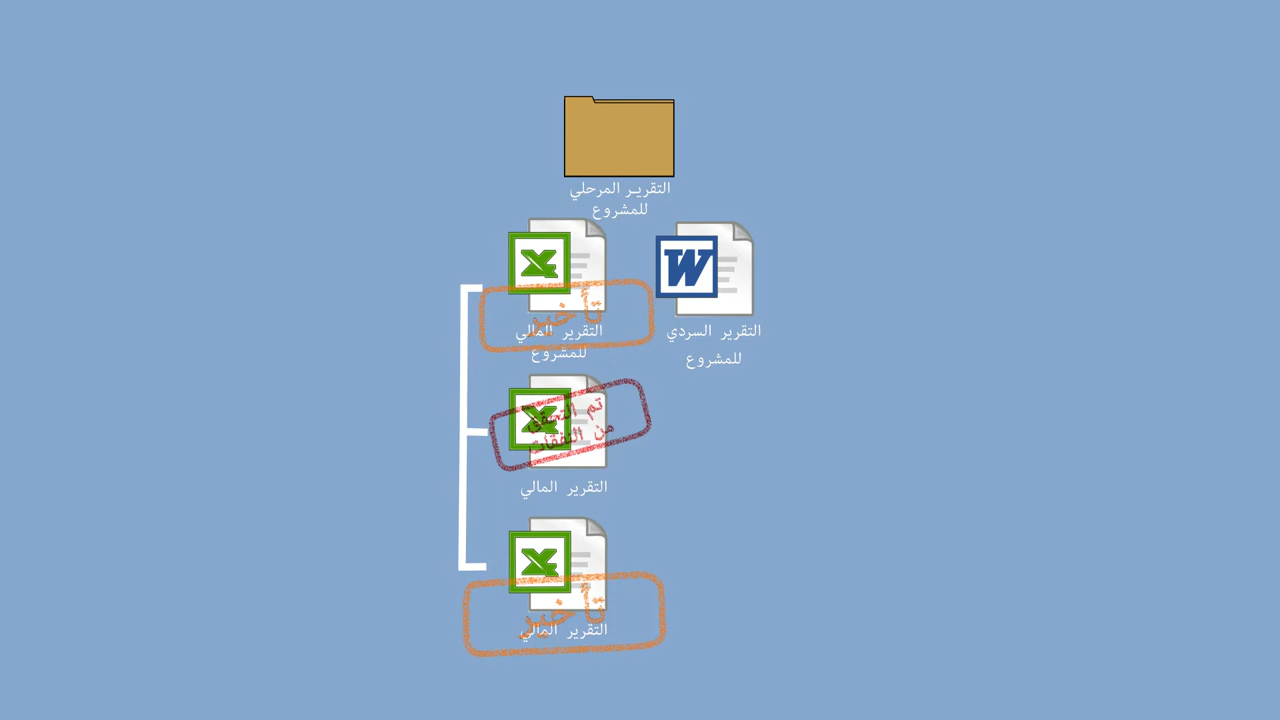 التقرير المرحلي
للمشروع
W
التقرير السردي
للمشروع
تأخير
التقرير المالي
للمشروع
تم التحقق
من النفقات
التقرير المالي
تأخير
التقرير المالي